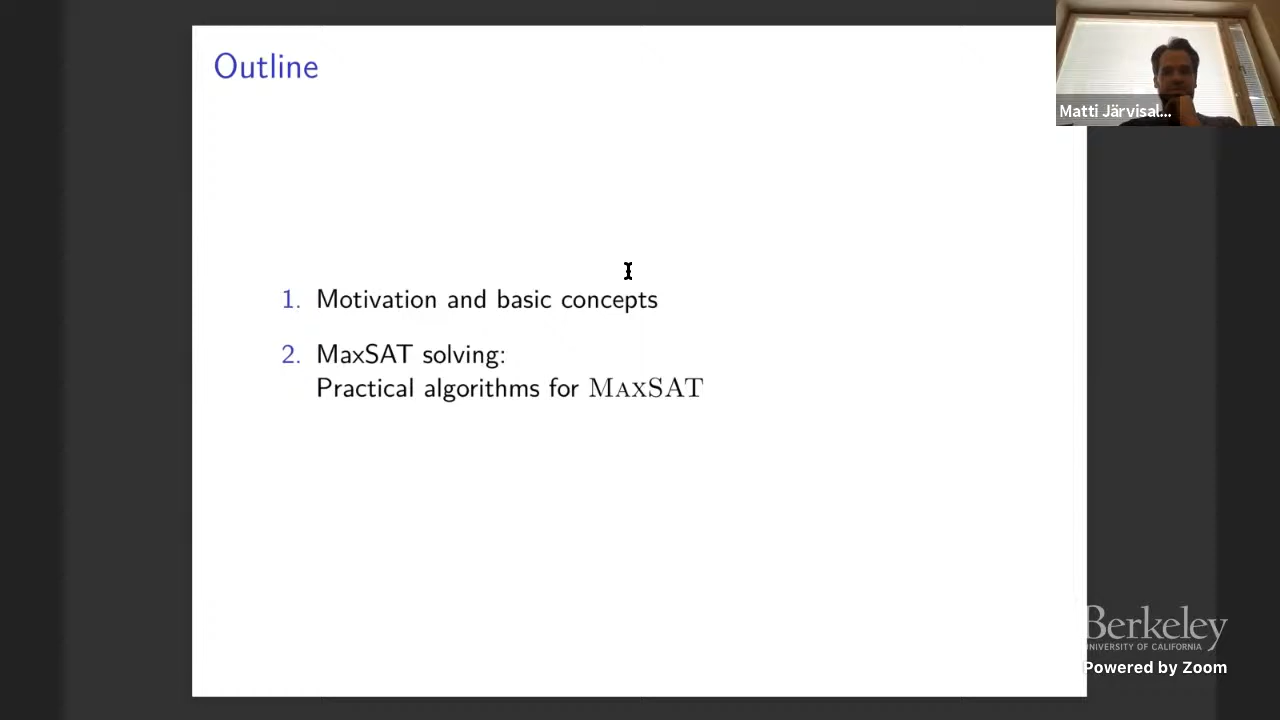 Outline
Matti Järvisal...
1. Motivation and basic concepts
2. MaxSAT solving:
Practical algorithms for MAXSAT
Berkeley
UNIVERSITY OF CALIFORNIA
Powered by Zoom